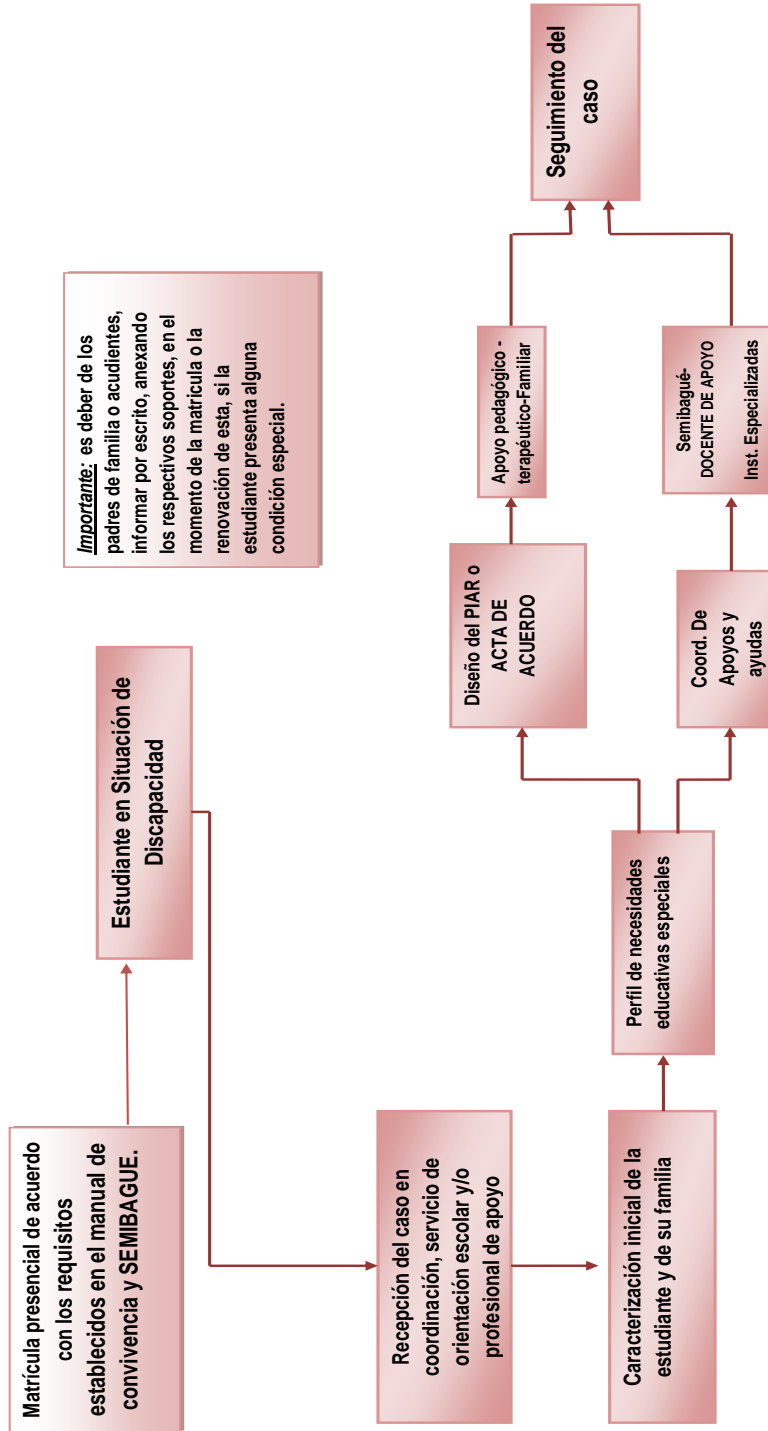 Matrícula presencial de acuerdo
con los requisitos
establecidos en el manual de
convivencia y SEMIBAGUE.
Estudiante en Situación de
Discapacidad
Importante: es deber de los
padres de familia o acudientes,
informar por escrito, anexando
los respectivos soportes, en el
momento de la matricula o la
renovación de esta, si la
estudiante presenta alguna
condición especial.
Recepción del caso en
coordinación, servicio de
orientación escolar y/o
profesional de apoyo
Caracterización inicial de la
estudiante y de su familia
Perfil de necesidades
educativas especiales
Diseño del PIAR o
ACTA DE
ACUERDO
Apoyo pedagógico -
terapéutico-Familiar
Coord. De
Apoyos y
ayudas
Semibagué-
DOCENTE DE APOYO
Inst. Especializadas
Seguimiento del
caso